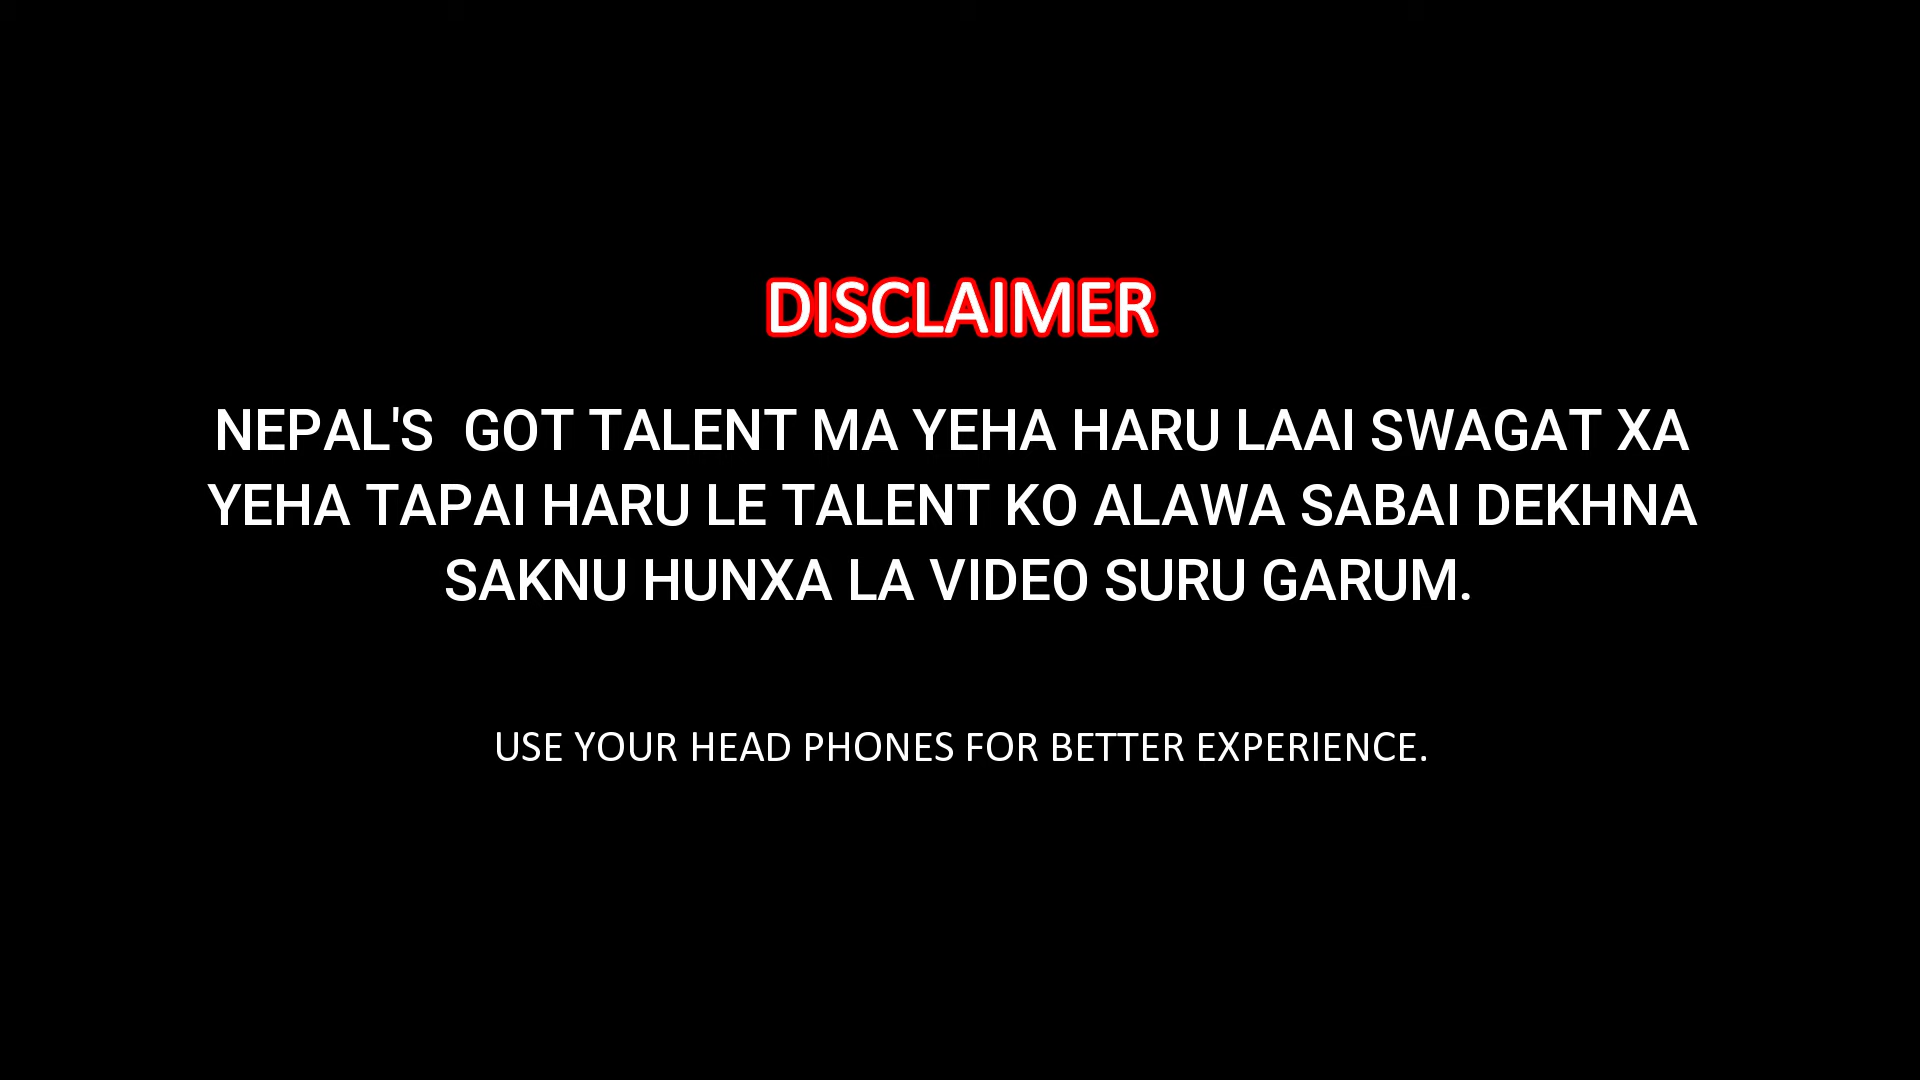 DISCLAIMER
NEPAL'S  GOT TALENT MA YEHA HARU LAAI SWAGAT XA
YEHA TAPAI HARU LE TALENT KO ALAWA SABAI DEKHNA
SAKNU HUNXA LA VIDEO SURU GARUM.
USE YOUR HEAD PHONES FOR BETTER EXPERIENCE.